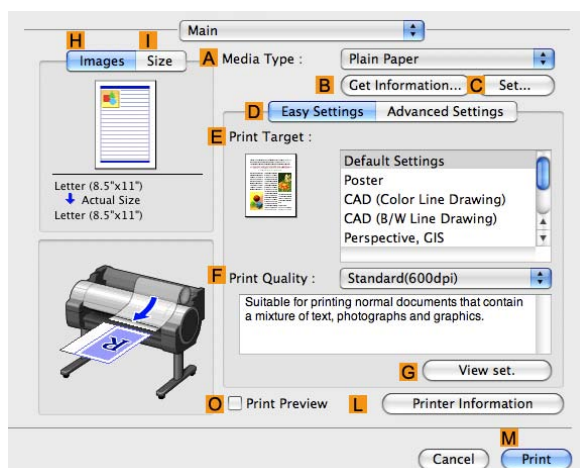 Main
H I
Images Size
A Media Type : Plain Paper
B Get Information... C Set...
D Easy Settings Advanced Settings
E Print Target :
Default Settings
Poster
CAD (Color Line Drawing)
CAD (B/W Line Drawing)
Perspective, GIS
Letter (8.5"x11")
Actual Size
Letter (8.5"x11")
F Print Quality : Standard(600dpi)
Suitable for printing normal documents that contain
a mixture of text, photographs and graphics.
G View set.
O Print Preview L Printer Information
M
Cancel Print